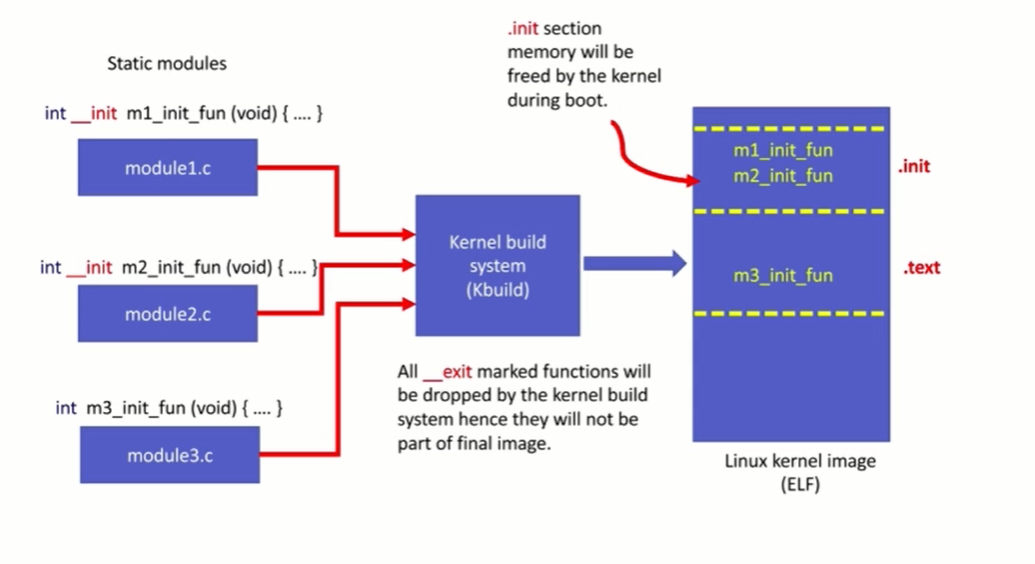 Static modules
int __init m1_init_fun (void) { .... }
module1.c
int __init m2_init_fun (void) { .... }
module2.c
int m3_init_fun (void) { .... }
module3.c
Kernel build
system
(Kbuild)
All __exit marked functions will
be dropped by the kernel build
system hence they will not be
part of final image.
.init section
memory will be
freed by the kernel
during boot.
m1_init_fun
m2_init_fun
.init
m3_init_fun
.text
Linux kernel image
(ELF)